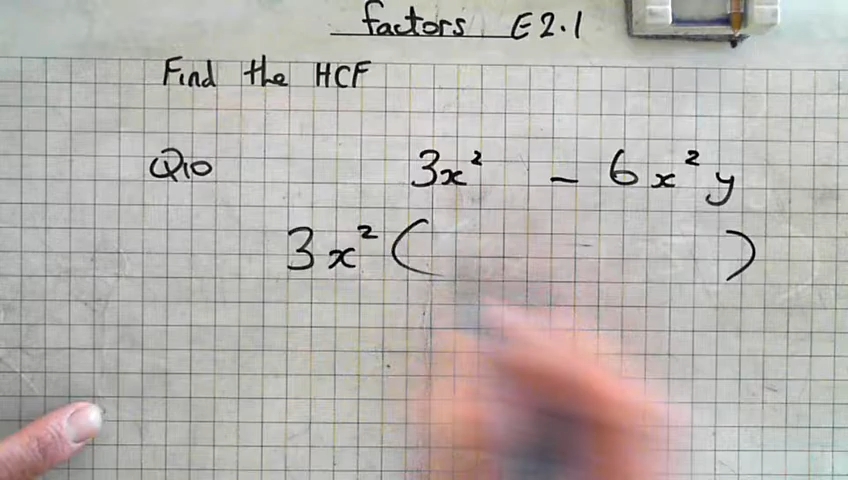 factors E2.1
Find the HCF
Q10 3x² - 6x²y
3x² ( )